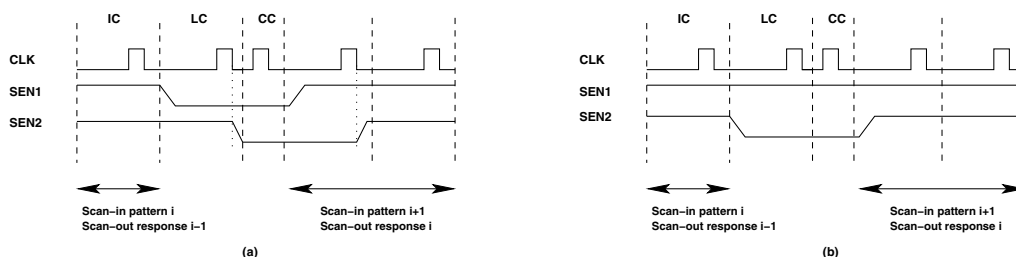 IC LC CC
CLK
SEN1
SEN2
Scan-in pattern i
Scan-out response i-1
Scan-in pattern i+1
Scan-out response i
(a)
IC LC CC
CLK
SEN1
SEN2
Scan-in pattern i
Scan-out response i-1
Scan-in pattern i+1
Scan-out response i
(b)